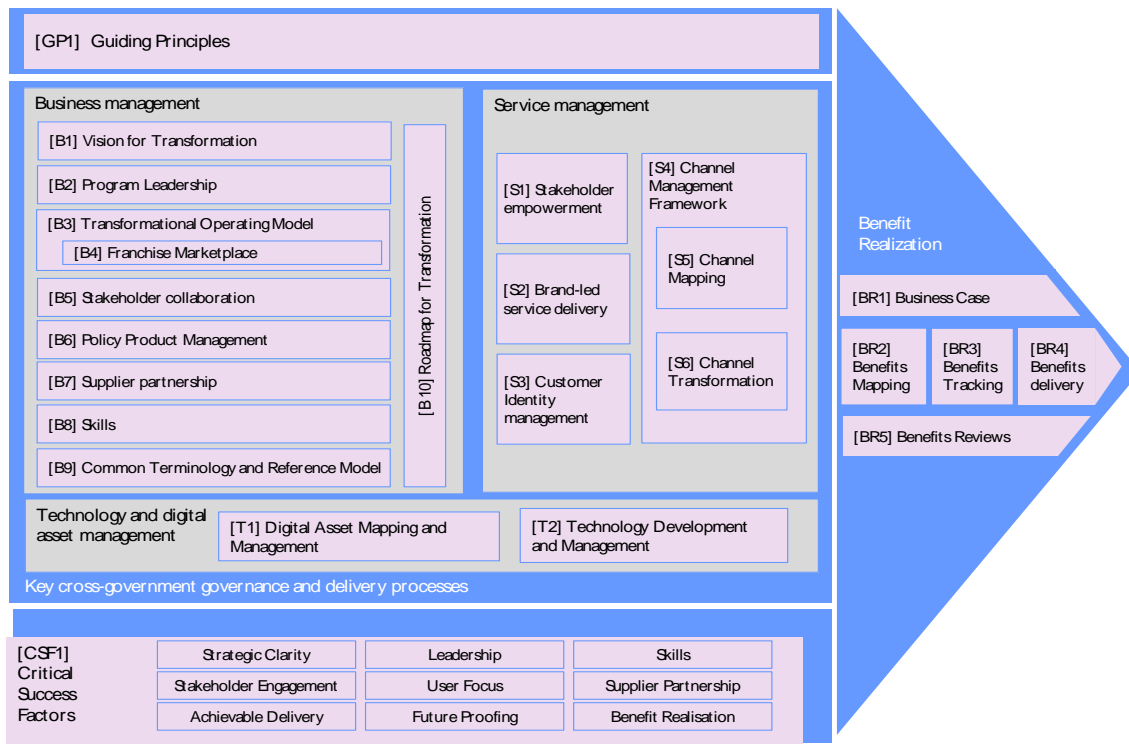 [GP1] Guiding Principles
Business management
[B1] Vision for Transformation
[B2] Program Leadership
[B3] Transformational Operating Model
[B4] Franchise Marketplace
[B5] Stakeholder collaboration
[B6] Policy Product Management
[B7] Supplier partnership
[B8] Skills
[B9] Common Terminology and Reference Model
[B10] Roadmap for Transformation
Service management
[S1] Stakeholder
empowerment
[S2] Brand-led
service delivery
[S3] Customer
Identity
management
[S4] Channel
Management
Framework
[S5] Channel
Mapping
[S6] Channel
Transformation
Technology and digital
asset management
[T1] Digital Asset Mapping and
Management
[T2] Technology Development
and Management
Key cross-government governance and delivery processes
Benefit
Realization
[BR1] Business Case
[BR2]
Benefits
Mapping
[BR3]
Benefits
Tracking
[BR4]
Benefits
delivery
[BR5] Benefits Reviews
[CSF1]
Critical
Success
Factors
Strategic Clarity
Leadership
Skills
Stakeholder Engagement
User Focus
Supplier Partnership
Achievable Delivery
Future Proofing
Benefit Realisation